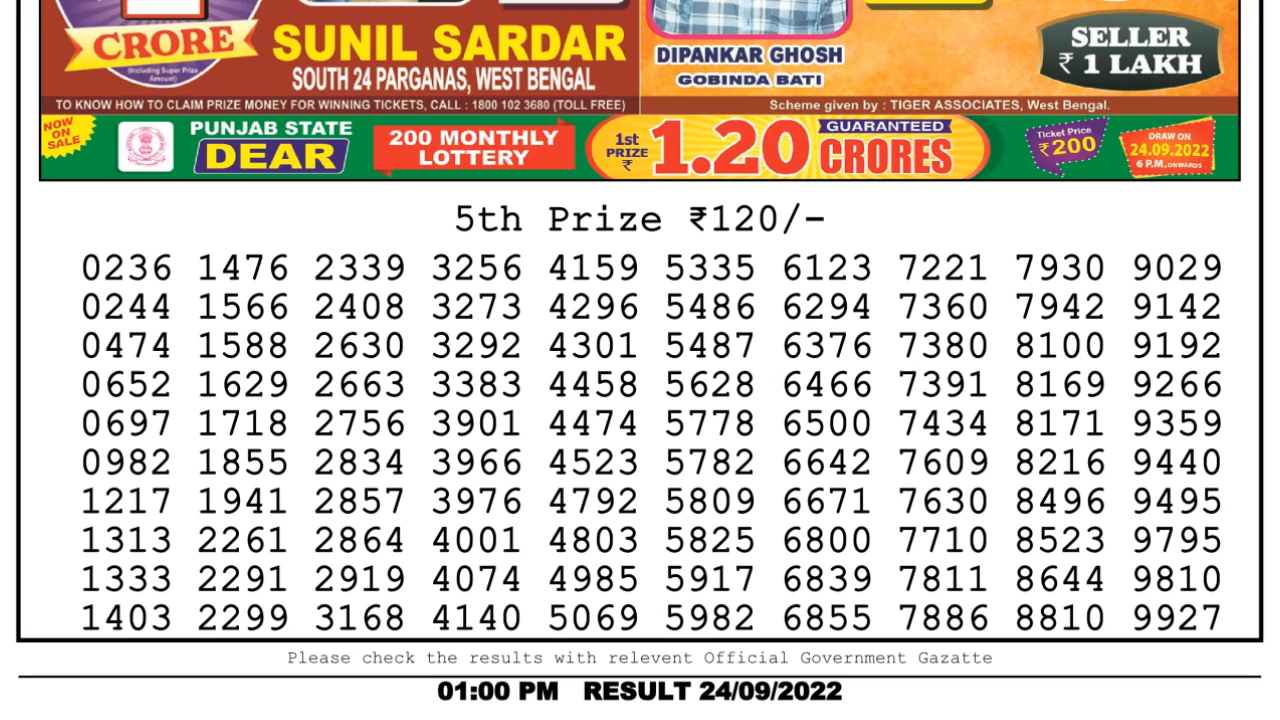 CRORE
(Including Super Prize
Amount)
SUNIL SARDAR
SOUTH 24 PARGANAS, WEST BENGAL
DIPANKAR GHOSH
GOBINDA BATI
SELLER
₹ 1 LAKH
TO KNOW HOW TO CLAIM PRIZE MONEY FOR WINNING TICKETS, CALL : 1800 102 3680 (TOLL FREE)
Scheme given by : TIGER ASSOCIATES, West Bengal.
NOW
ON
SALE
PUNJAB STATE
DEAR
200 MONTHLY
LOTTERY
1st
PRIZE
₹
1.20
GUARANTEED
CRORES
Ticket Price
₹200
DRAW ON
24.09.2022
6 P.M. ONWARDS
5th Prize ₹120/-
0236 1476 2339 3256 4159 5335 6123 7221 7930 9029
0244 1566 2408 3273 4296 5486 6294 7360 7942 9142
0474 1588 2630 3292 4301 5487 6376 7380 8100 9192
0652 1629 2663 3383 4458 5628 6466 7391 8169 9266
0697 1718 2756 3901 4474 5778 6500 7434 8171 9359
0982 1855 2834 3966 4523 5782 6642 7609 8216 9440
1217 1941 2857 3976 4792 5809 6671 7630 8496 9495
1313 2261 2864 4001 4803 5825 6800 7710 8523 9795
1333 2291 2919 4074 4985 5917 6839 7811 8644 9810
1403 2299 3168 4140 5069 5982 6855 7886 8810 9927
Please check the results with relevent Official Government Gazatte
01:00 PM RESULT 24/09/2022